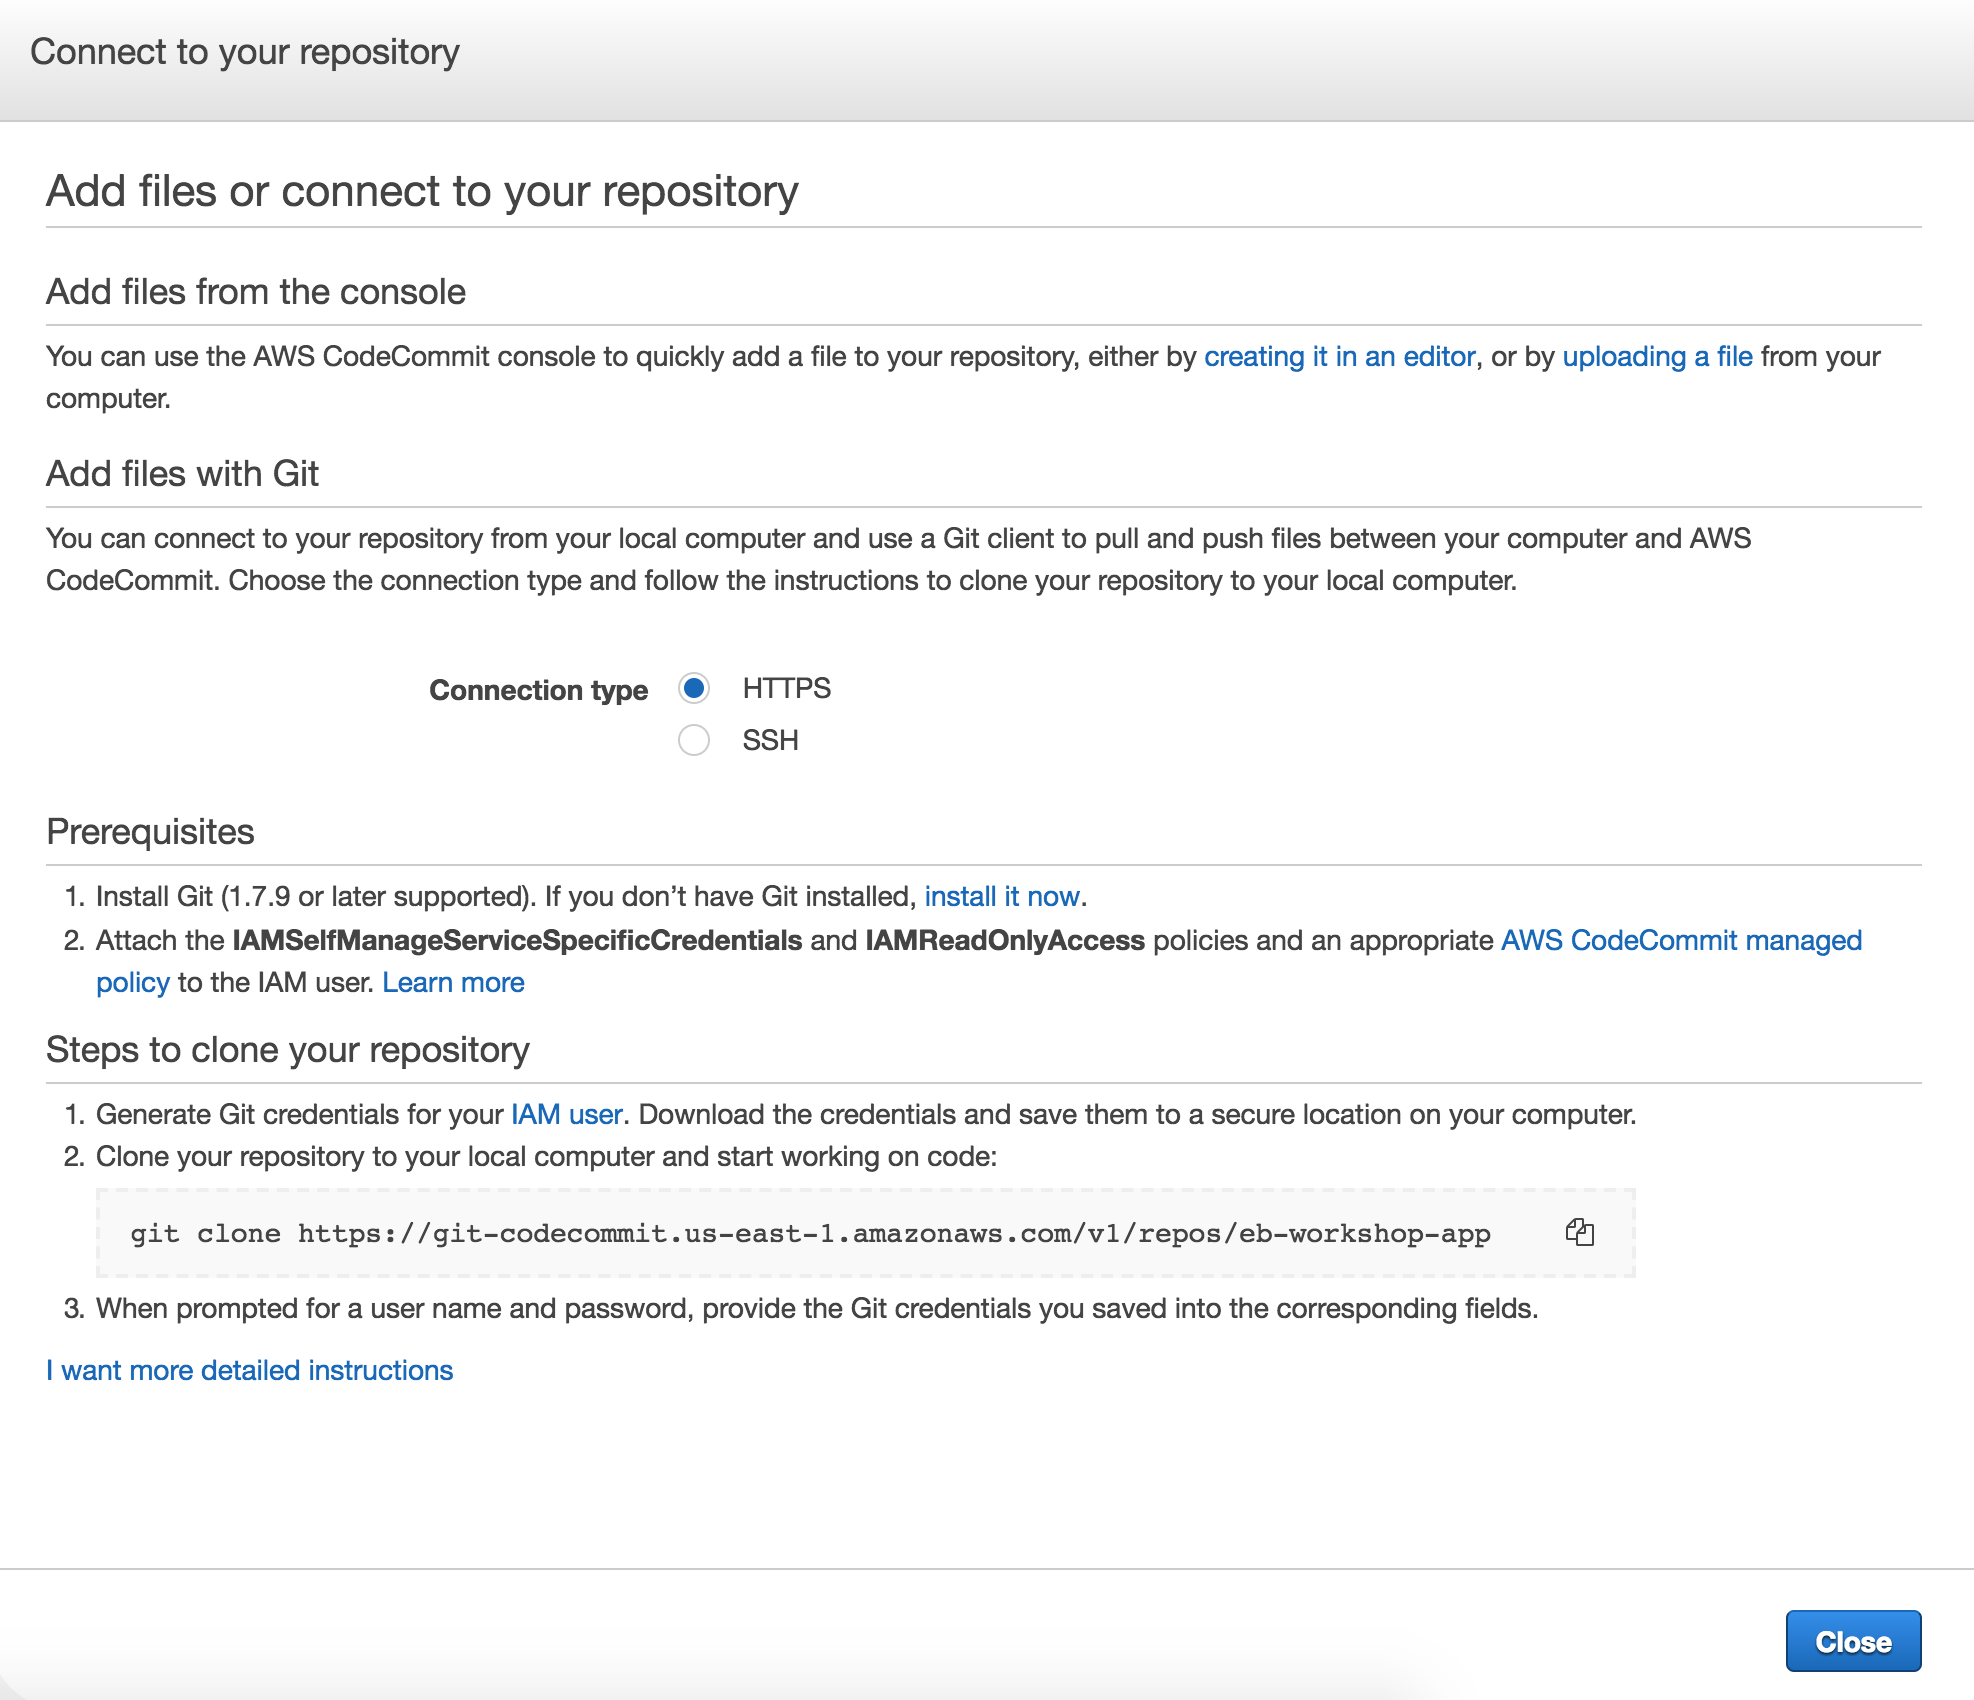 Connect to your repository
Add files or connect to your repository
Add files from the console
You can use the AWS CodeCommit console to quickly add a file to your repository, either by creating it in an editor, or by uploading a file from your
computer.
Add files with Git
You can connect to your repository from your local computer and use a Git client to pull and push files between your computer and AWS
CodeCommit. Choose the connection type and follow the instructions to clone your repository to your local computer.
Connection type HTTPS
SSH
Prerequisites
1. Install Git (1.7.9 or later supported). If you don’t have Git installed, install it now.
2. Attach the IAMSelfManageServiceSpecificCredentials and IAMReadOnlyAccess policies and an appropriate AWS CodeCommit managed
policy to the IAM user. Learn more
Steps to clone your repository
1. Generate Git credentials for your IAM user. Download the credentials and save them to a secure location on your computer.
2. Clone your repository to your local computer and start working on code:
git clone https://git-codecommit.us-east-1.amazonaws.com/v1/repos/eb-workshop-app
3. When prompted for a user name and password, provide the Git credentials you saved into the corresponding fields.
I want more detailed instructions
Close